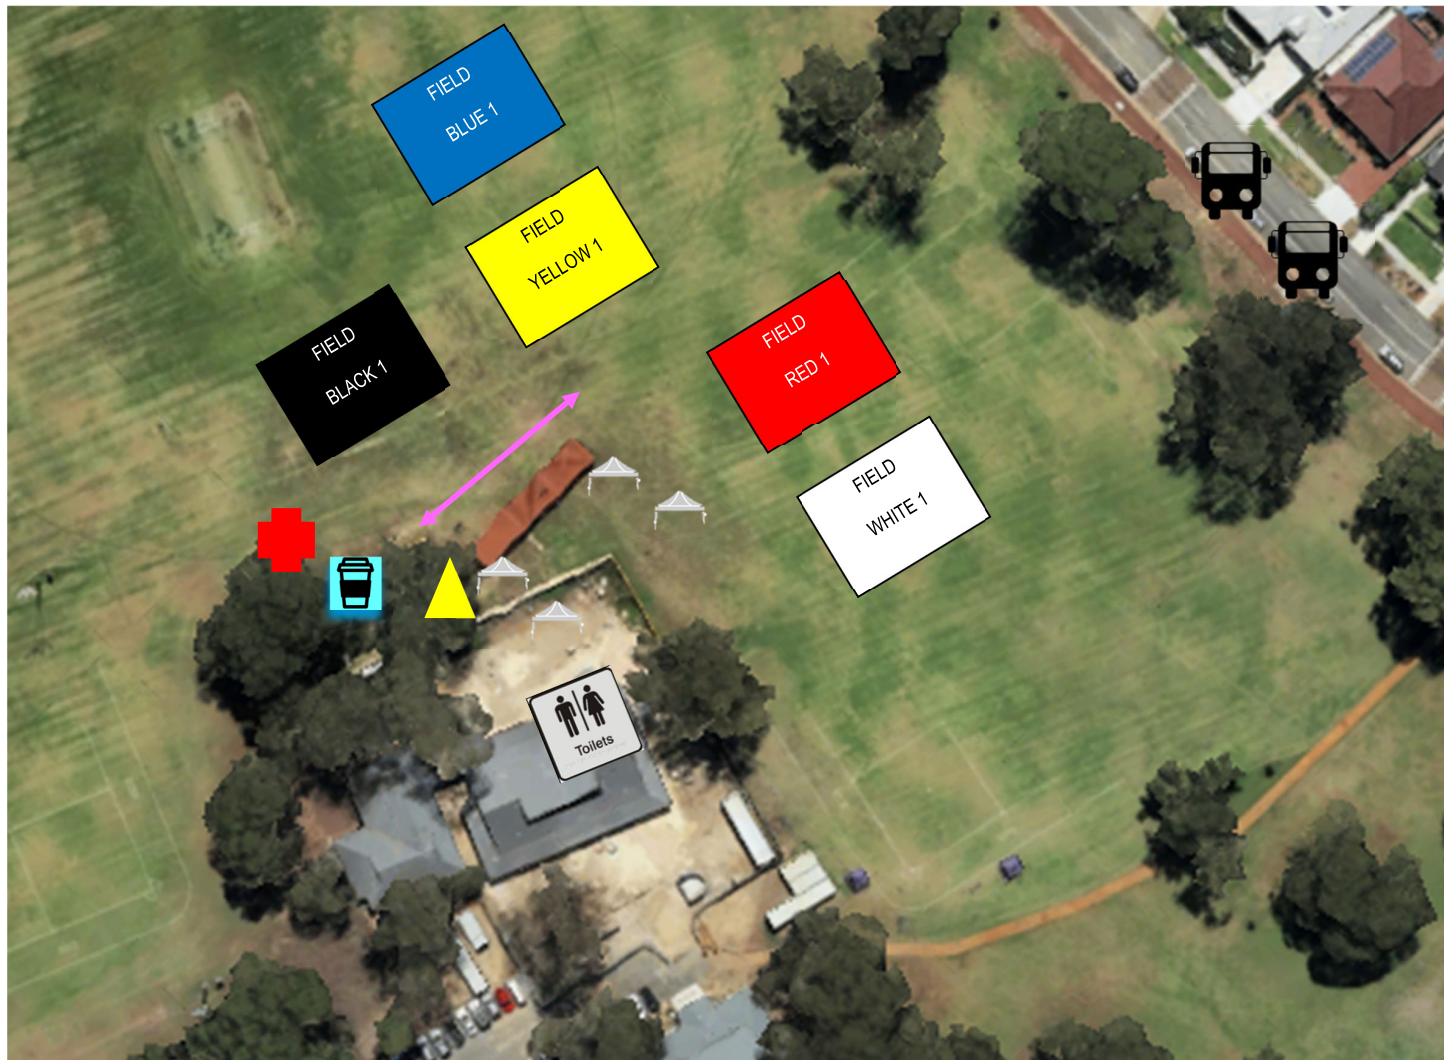 FIELD
BLUE 1
FIELD
YELLOW 1
FIELD
BLACK 1
FIELD
RED 1
FIELD
WHITE 1
Toilets